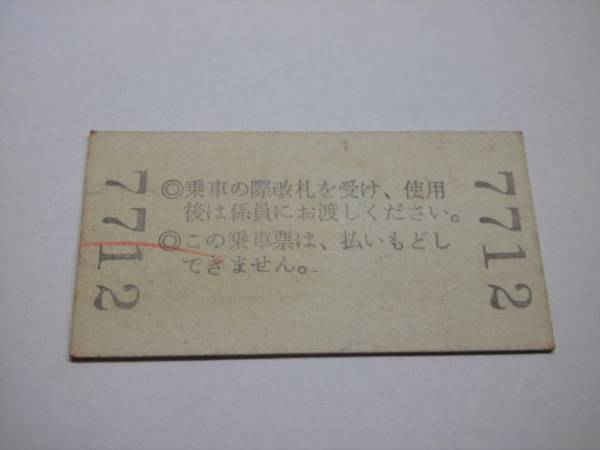 7712
◎乗車の際改札を受け、使用
後は係員にお渡しください。
◎この乗車票は、払いもどし
できません。
7712